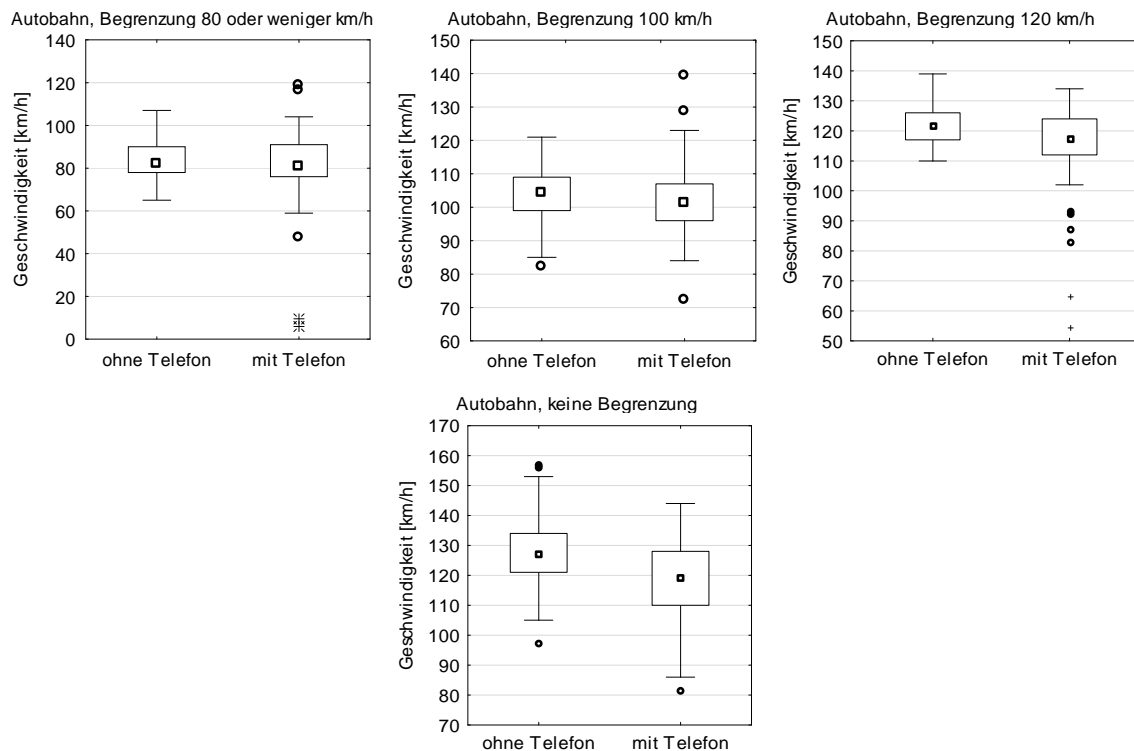 Autobahn, Begrenzung 80 oder weniger km/h
140
120
100
80
60
40
20
0
Geschwindigkeit [km/h]
ohne Telefon
mit Telefon
Autobahn, Begrenzung 100 km/h
150
140
130
120
110
100
90
80
70
60
Geschwindigkeit [km/h]
ohne Telefon
mit Telefon
Autobahn, Begrenzung 120 km/h
150
140
130
120
110
100
90
80
70
60
50
Geschwindigkeit [km/h]
ohne Telefon
mit Telefon
Autobahn, keine Begrenzung
170
160
150
140
130
120
110
100
90
80
70
Geschwindigkeit [km/h]
ohne Telefon
mit Telefon